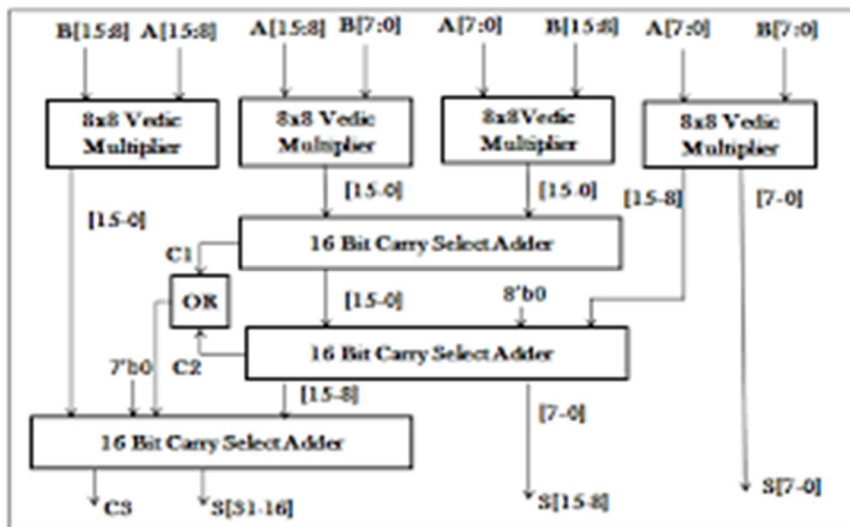 B[15:8] A[15:8] A[15:8] B[7:0] A[7:0] B[15:8] A[7:0] B[7:0]
8x8 Vedic Multiplier
8x8 Vedic Multiplier
8x8 Vedic Multiplier
8x8 Vedic Multiplier
[15-0] [15-0] [15-0] [15-8] [7-0]
16 Bit Carry Select Adder
C1
OR
[15-0] 8'b0
16 Bit Carry Select Adder
7'b0 C2
[15-8] [7-0]
16 Bit Carry Select Adder
C3 S[31-16] S[15-8] S[7-0]